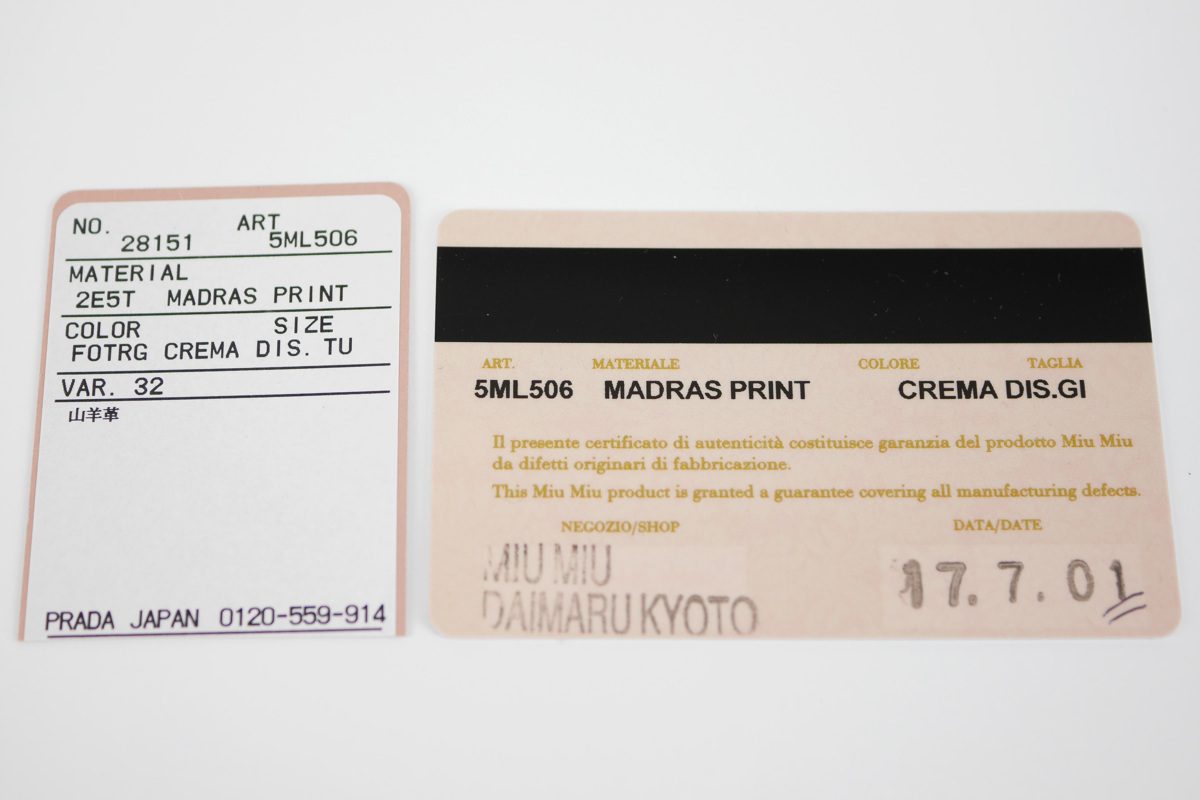 NO. ART
28151 5ML506
MATERIAL
2E5T MADRAS PRINT
COLOR SIZE
FOTRG CREMA DIS. TU
VAR. 32
山羊革
PRADA JAPAN 0120-559-914
ART. MATERIALE COLORE TAGLIA
5ML506 MADRAS PRINT CREMA DIS.GI
Il presente certificato di autenticità costituisce garanzia del prodotto Miu Miu
da difetti originari di fabbricazione.
This Miu Miu product is granted a guarantee covering all manufacturing defects.
NEGOZIO/SHOP DATA/DATE
MIU MIU
DAIMARU KYOTO
17.7.01